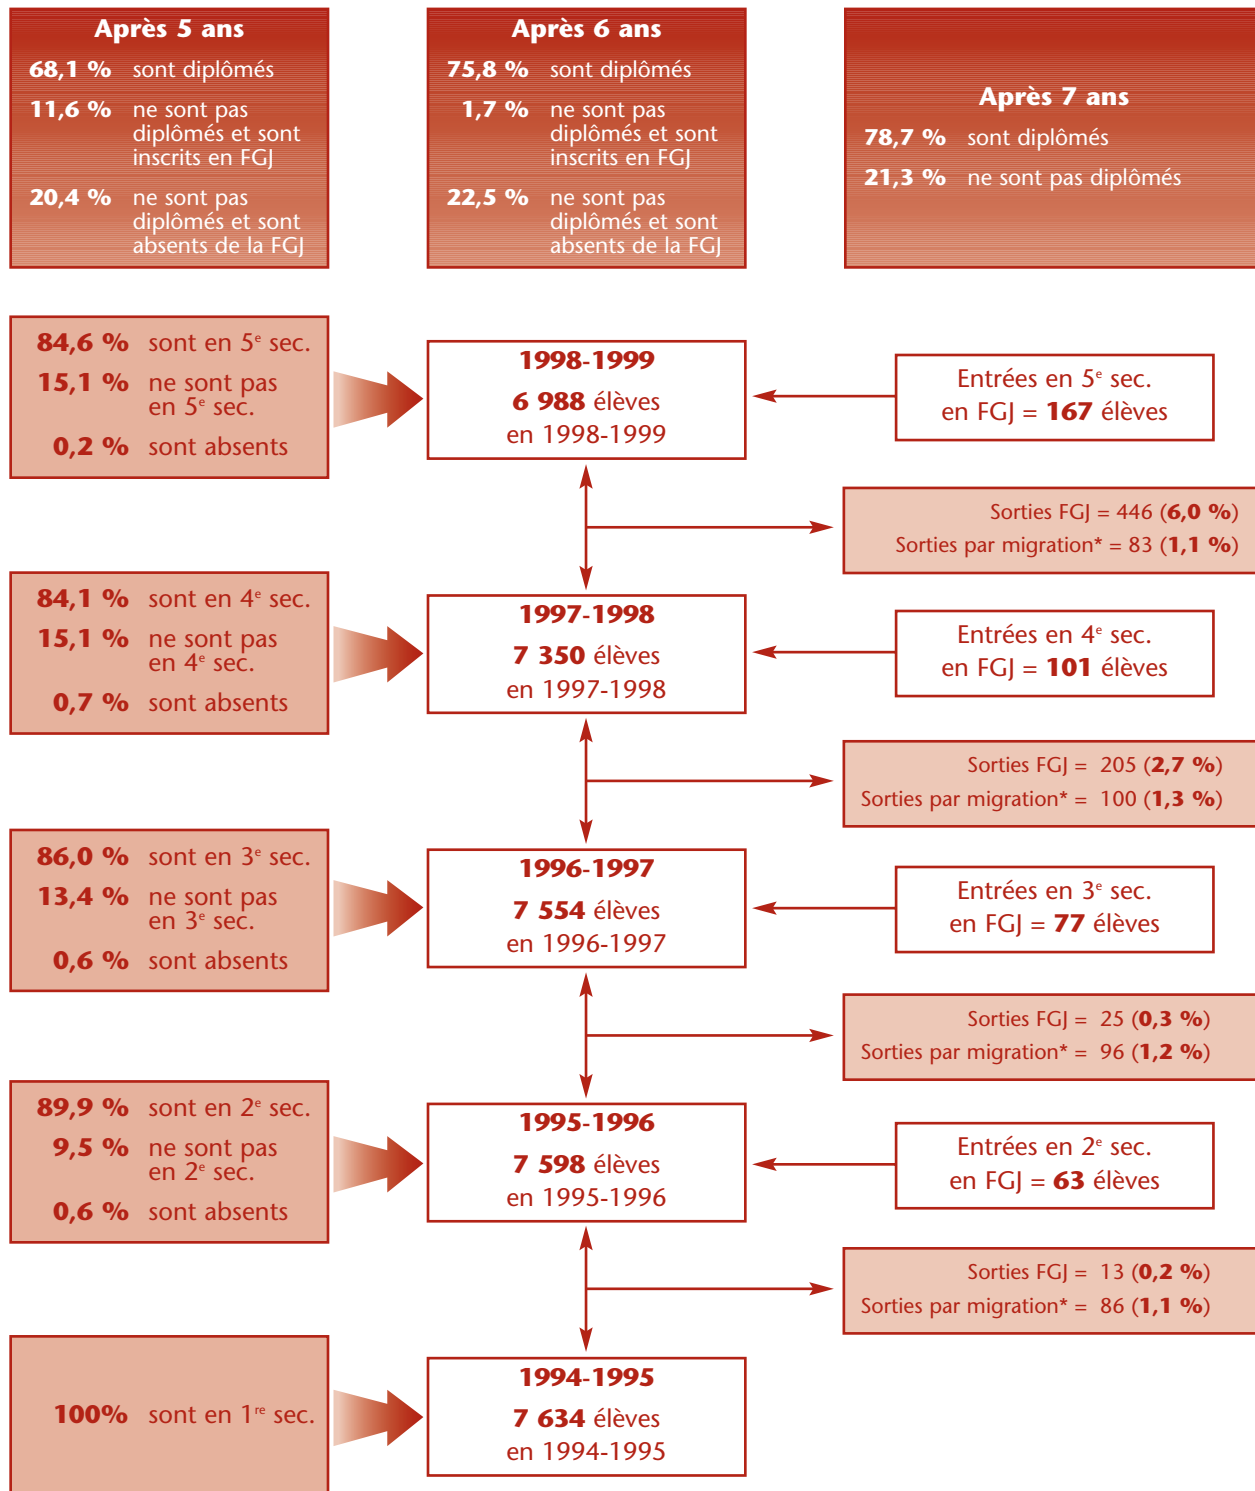 Après 5 ans
68,1 % sont diplômés
11,6 % ne sont pas
diplômés et sont
inscrits en FGJ
20,4 % ne sont pas
diplômés et sont
absents de la FGJ
Après 6 ans
75,8 % sont diplômés
1,7 % ne sont pas
diplômés et sont
inscrits en FGJ
22,5 % ne sont pas
diplômés et sont
absents de la FGJ
Après 7 ans
78,7 % sont diplômés
21,3 % ne sont pas diplômés
84,6 % sont en 5e sec.
15,1 % ne sont pas
en 5e sec.
0,2 % sont absents
1998-1999
6 988 élèves
en 1998-1999
Entrées en 5e sec.
en FGJ = 167 élèves
Sorties FGJ = 446 (6,0 %)
Sorties par migration* = 83 (1,1 %)
84,1 % sont en 4e sec.
15,1 % ne sont pas
en 4e sec.
0,7 % sont absents
1997-1998
7 350 élèves
en 1997-1998
Entrées en 4e sec.
en FGJ = 101 élèves
Sorties FGJ = 205 (2,7 %)
Sorties par migration* = 100 (1,3 %)
86,0 % sont en 3e sec.
13,4 % ne sont pas
en 3e sec.
0,6 % sont absents
1996-1997
7 554 élèves
en 1996-1997
Entrées en 3e sec.
en FGJ = 77 élèves
Sorties FGJ = 25 (0,3 %)
Sorties par migration* = 96 (1,2 %)
89,9 % sont en 2e sec.
9,5 % ne sont pas
en 2e sec.
0,6 % sont absents
1995-1996
7 598 élèves
en 1995-1996
Entrées en 2e sec.
en FGJ = 63 élèves
Sorties FGJ = 13 (0,2 %)
Sorties par migration* = 86 (1,1 %)
100% sont en 1re sec.
1994-1995
7 634 élèves
en 1994-1995